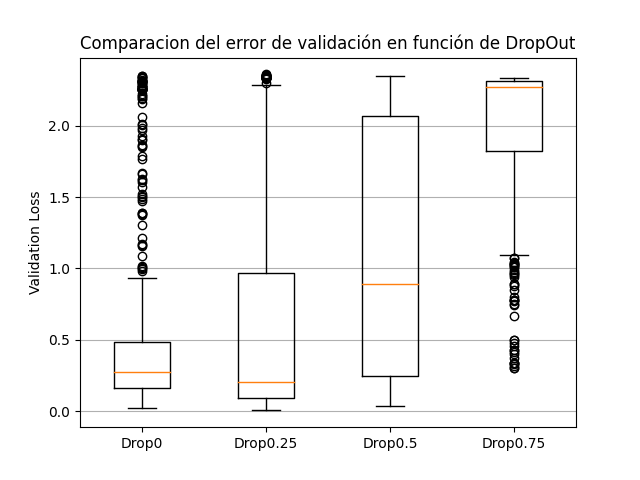 Comparacion del error de validación en función de DropOut
Validation Loss
2.0
1.5
1.0
0.5
0.0
Drop0 Drop0.25 Drop0.5 Drop0.75